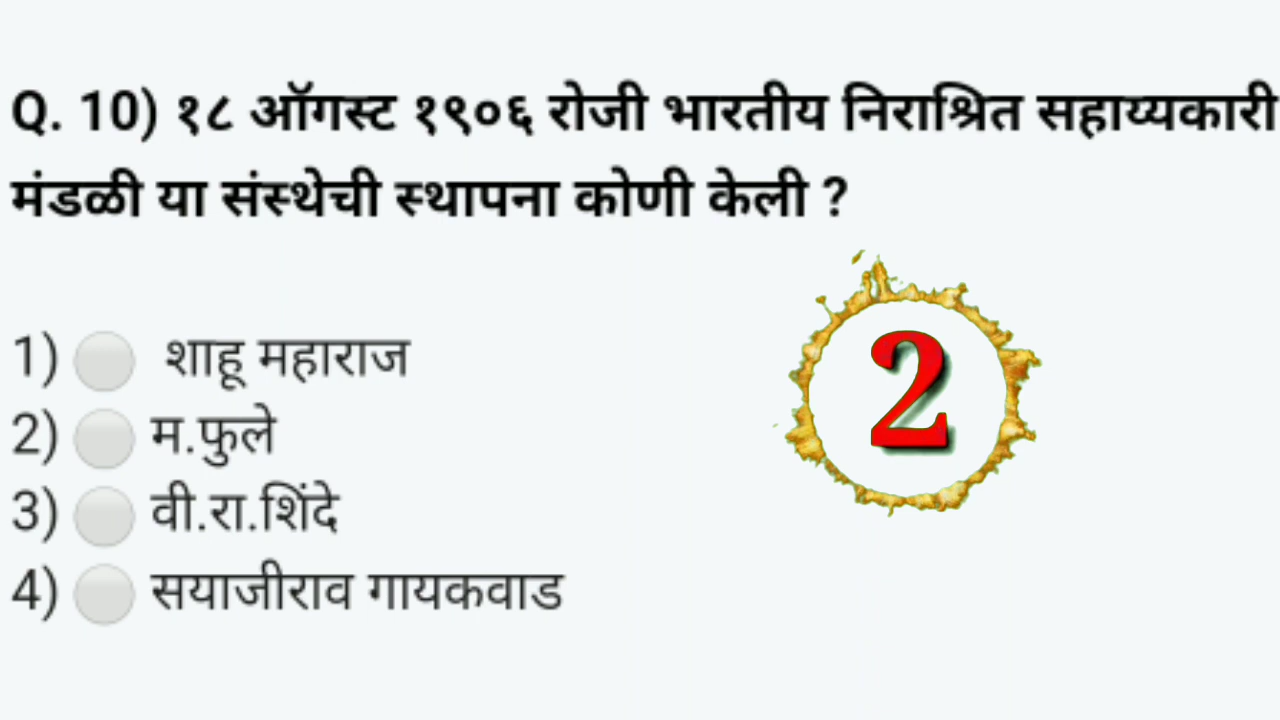 Q. 10) १८ ऑगस्ट १९०६ रोजी भारतीय निराश्रित सहाय्यकारी
मंडळी या संस्थेची स्थापना कोणी केली ?
1) शाहू महाराज
2) म.फुले
3) वी.रा.शिंदे
4) सयाजीराव गायकवाड
2